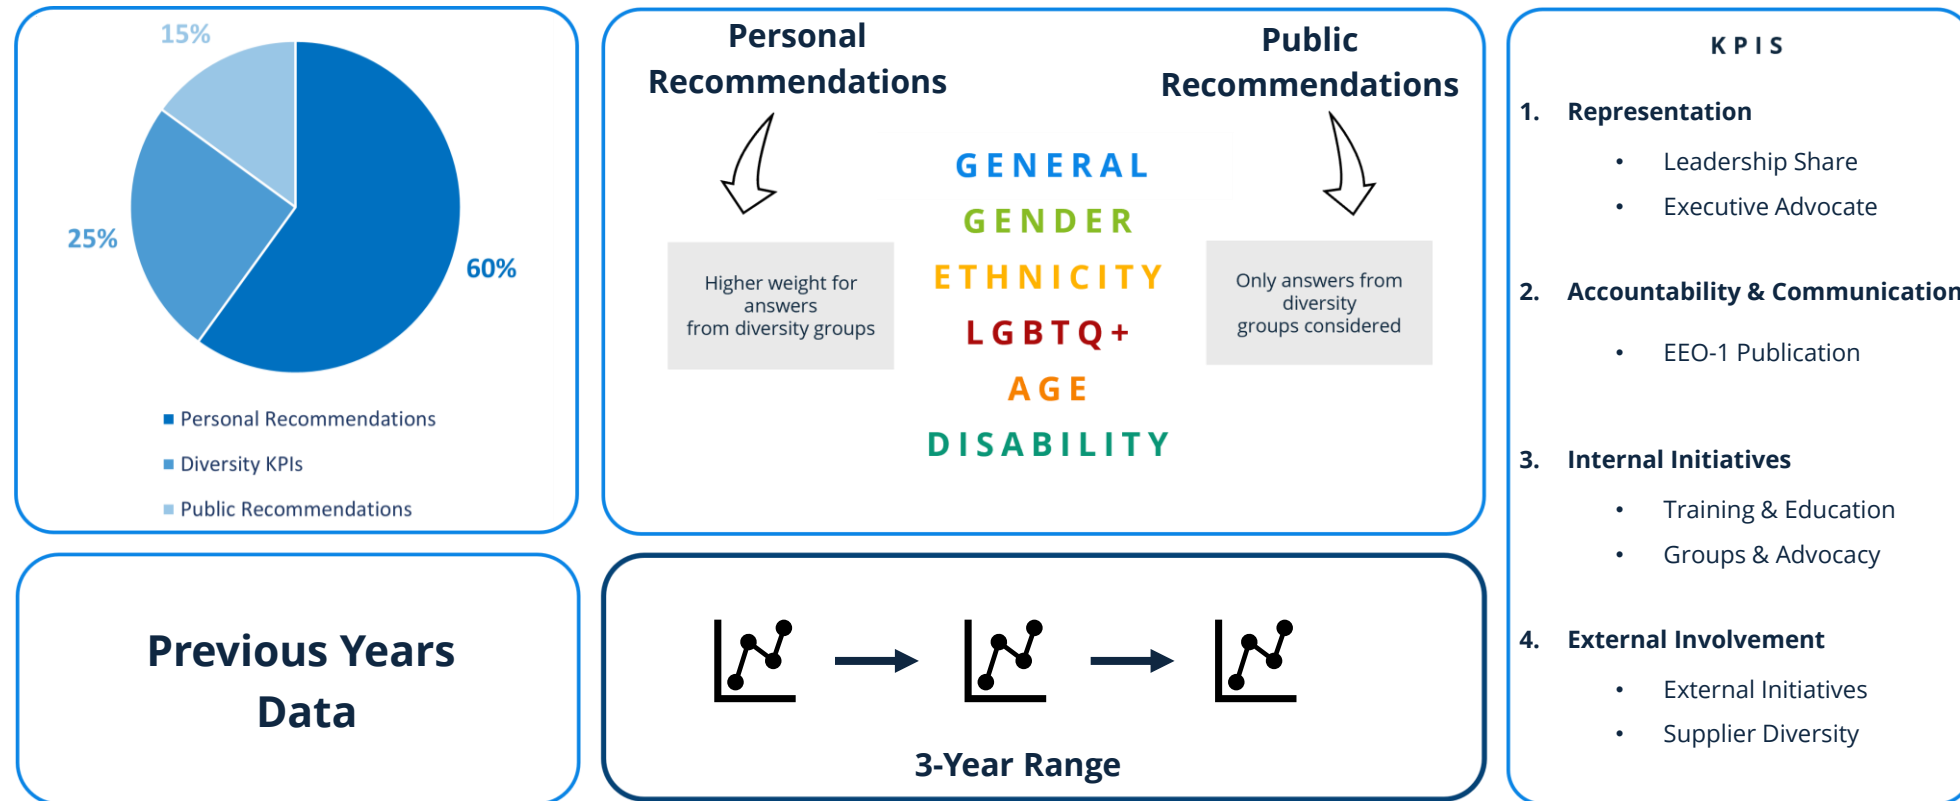 15%
25%
60%
Personal Recommendations
Diversity KPIs
Public Recommendations
Personal
Recommendations
Public
Recommendations
GENERAL
GENDER
ETHNICITY
LGBTQ+
AGE
DISABILITY
Higher weight for
answers
from diversity groups
Only answers from
diversity
groups considered
Previous Years
Data
3-Year Range
KPIS
1. Representation
• Leadership Share
• Executive Advocate
2. Accountability & Communication
• EEO-1 Publication
3. Internal Initiatives
• Training & Education
• Groups & Advocacy
4. External Involvement
• External Initiatives
• Supplier Diversity